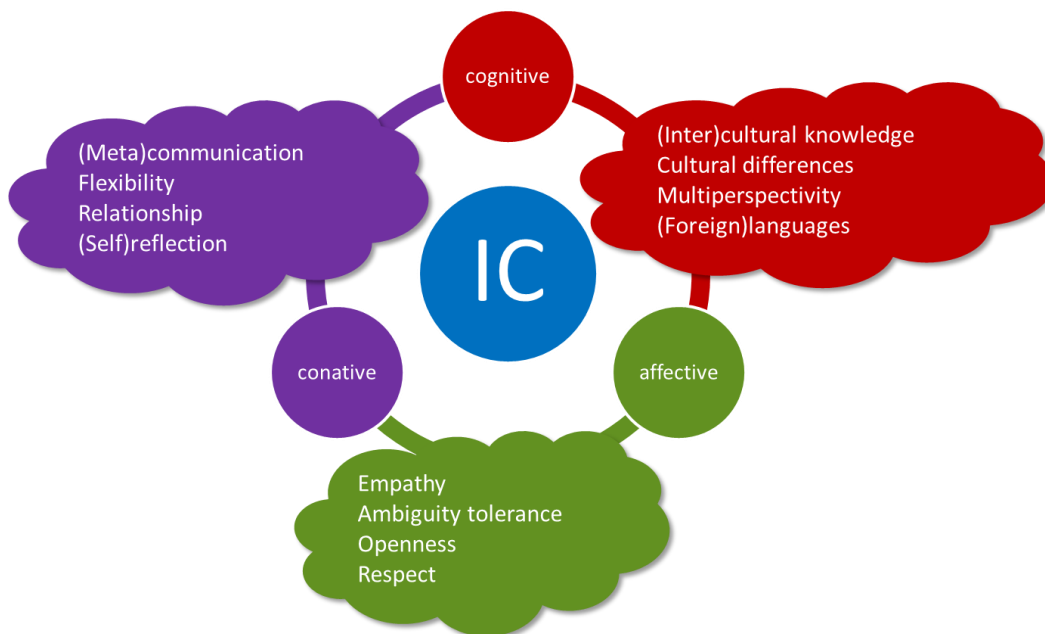 cognitive
(Meta)communication
Flexibility
Relationship
(Self)reflection
(Inter)cultural knowledge
Cultural differences
Multiperspectivity
(Foreign)languages
IC
conative
affective
Empathy
Ambiguity tolerance
Openness
Respect